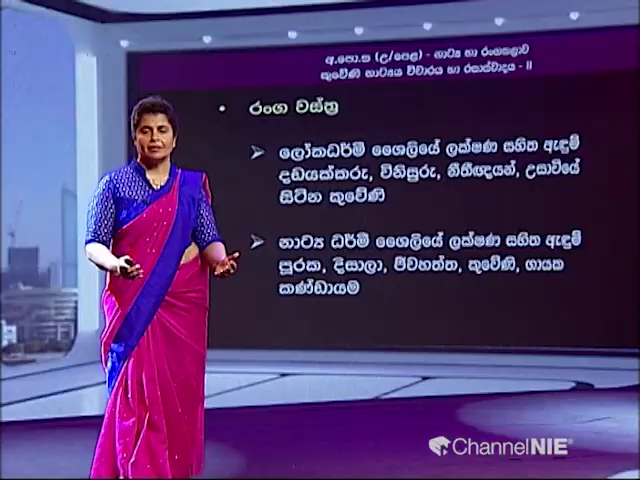 අ.පො.ස (උ/පෙළ) - නාට්‍ය හා රංගකලාව
කුවේණි නාට්‍යය විචාරය හා රසාස්වාදය - II
• රංග වස්ත්‍ර
➢ ලෝකධර්මී ශෛලියේ ලක්ෂණ සහිත ඇඳුම්
දඩයක්කරු, විනිසුරු, නීතීඥයන්, උසාවියේ
සිටින කුවේණි
➢ නාට්‍ය ධර්මී ශෛලියේ ලක්ෂණ සහිත ඇඳුම්
පූරක, දිසාලා, ජීවහත්ත, කුවේණි, ගායක
කණ්ඩායම
ChannelNIE